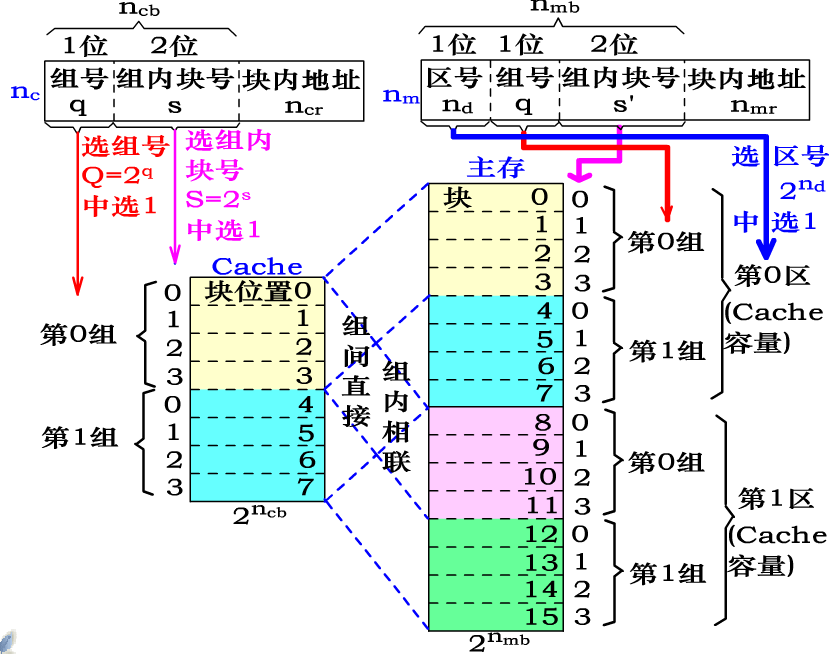 n_cb
1位 2位
组号 组内块号 块内地址
n_c q s n_cr
n_mb
1位 1位 2位
区号 组号 组内块号 块内地址
n_m n_d q s' n_mr
选组号
Q=2^q
中选1
选组内
块号
S=2^s
中选1
选区号
2^n_d
中选1
Cache
第0组
0 块位置0
1 1
2 2
3 3
第1组
0 4
1 5
2 6
3 7
2^n_cb
组间直接
组内相联
主存
块 0 0
1 1
2 2
3 3
第0组
4 0
5 1
6 2
7 3
第1组
第0区
(Cache
容量)
8 0
9 1
10 2
11 3
第0组
12 0
13 1
14 2
15 3
第1组
第1区
(Cache
容量)
2^n_mb